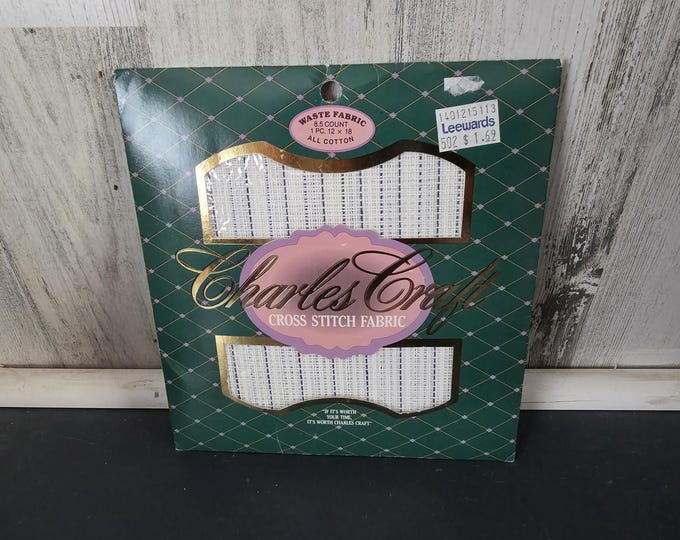 WASTE FABRIC
8.5 COUNT
1 PC. 12 × 18
ALL COTTON
1401215113
Leewards
502 $ 1.69
Charles Craft
CROSS STITCH FABRIC
"IF IT'S WORTH
YOUR TIME,
IT'S WORTH CHARLES CRAFT."